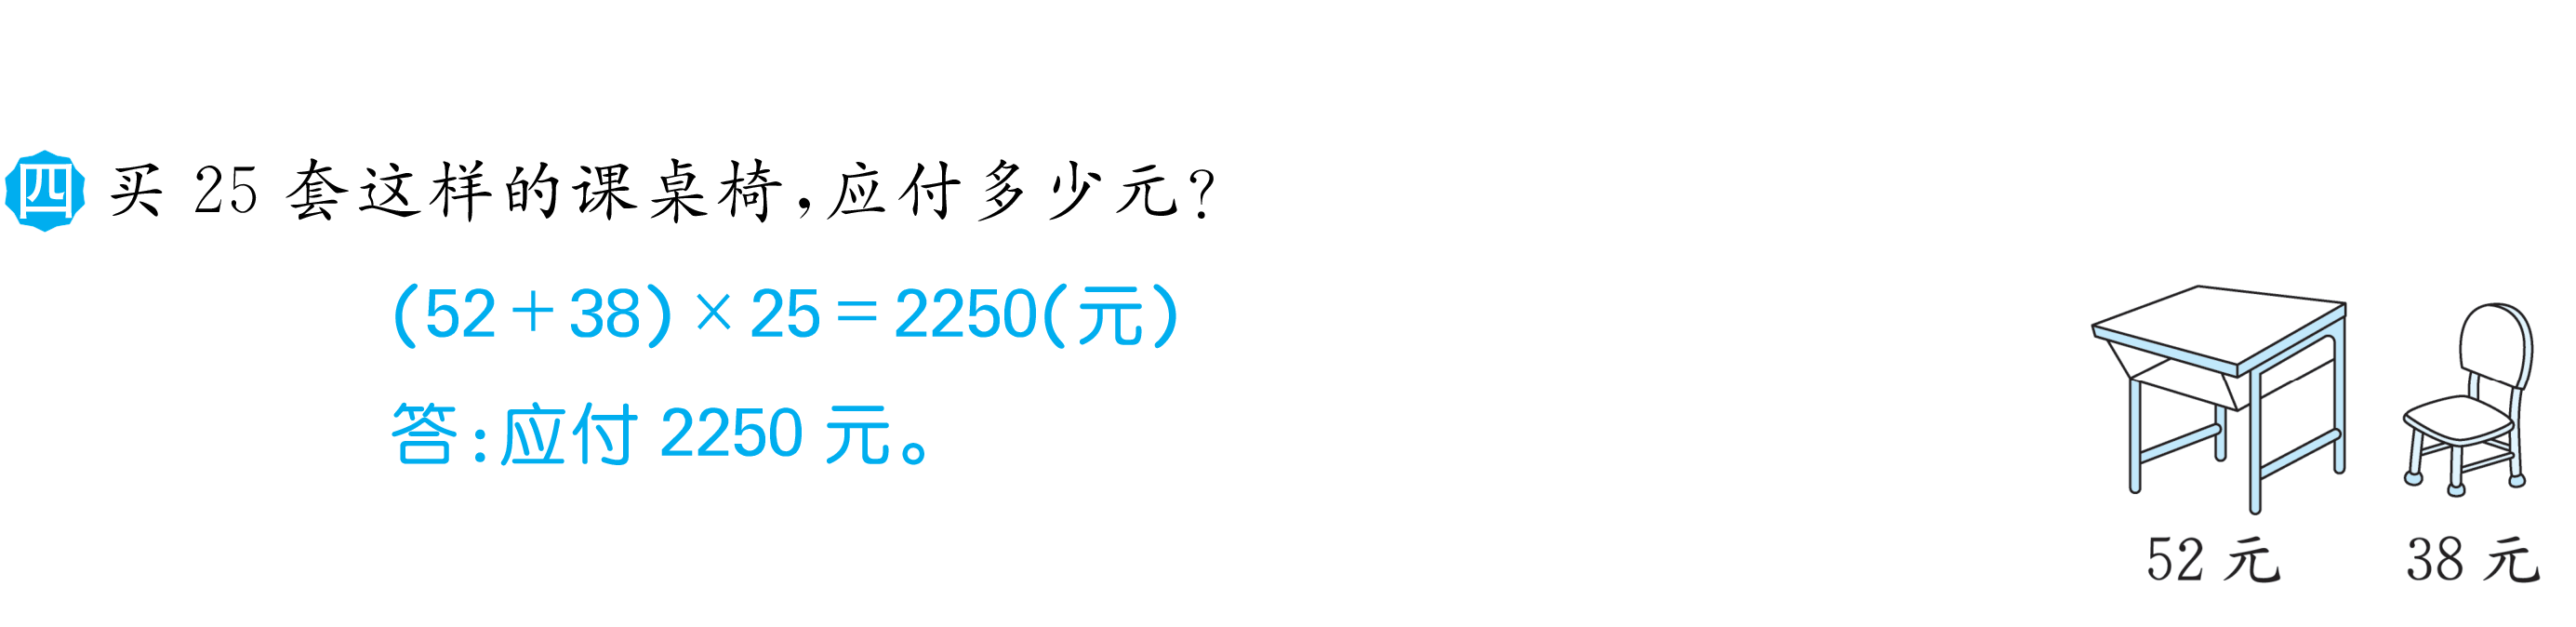 四 买 25 套这样的课桌椅,应付多少元?
(52+38)×25=2250(元)
答:应付 2250 元。
52 元 38 元